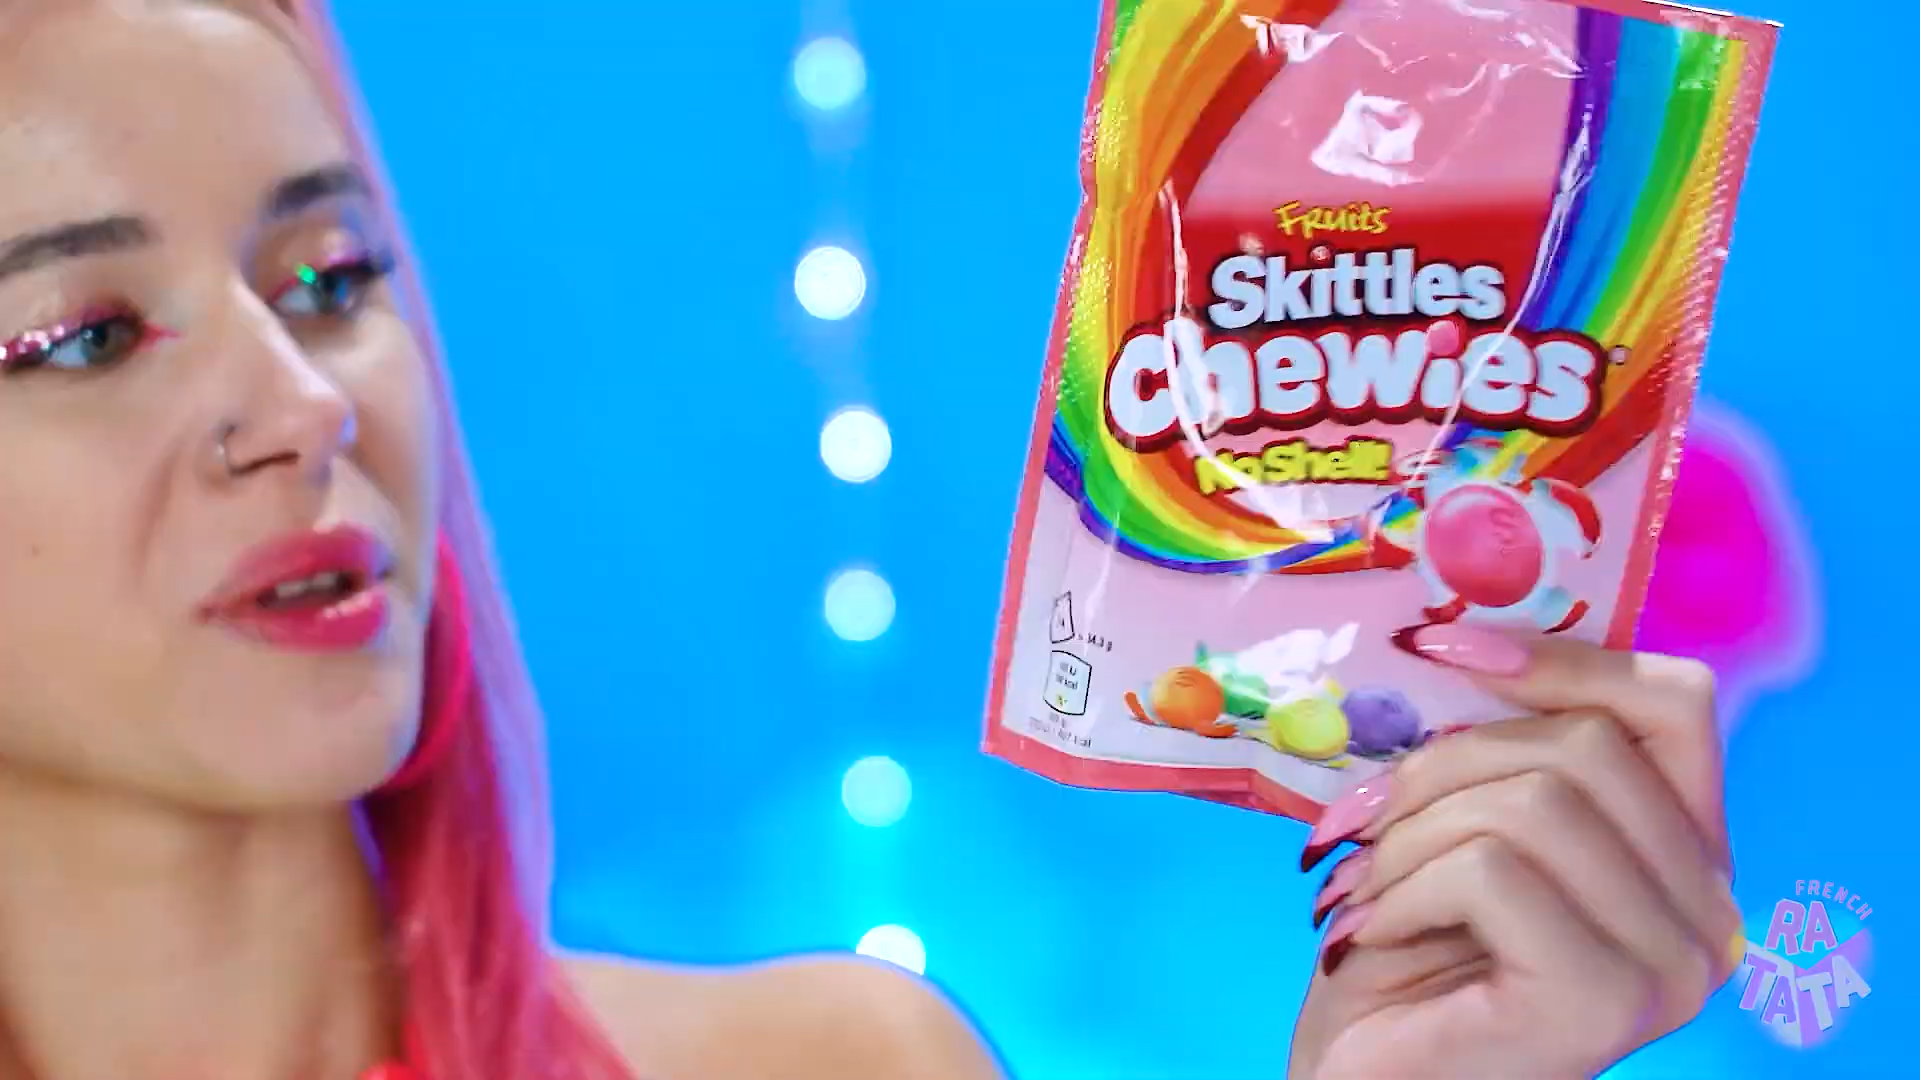 Fruits
Skittles
Chewies
No Shell!
FRENCH
RA
TATA